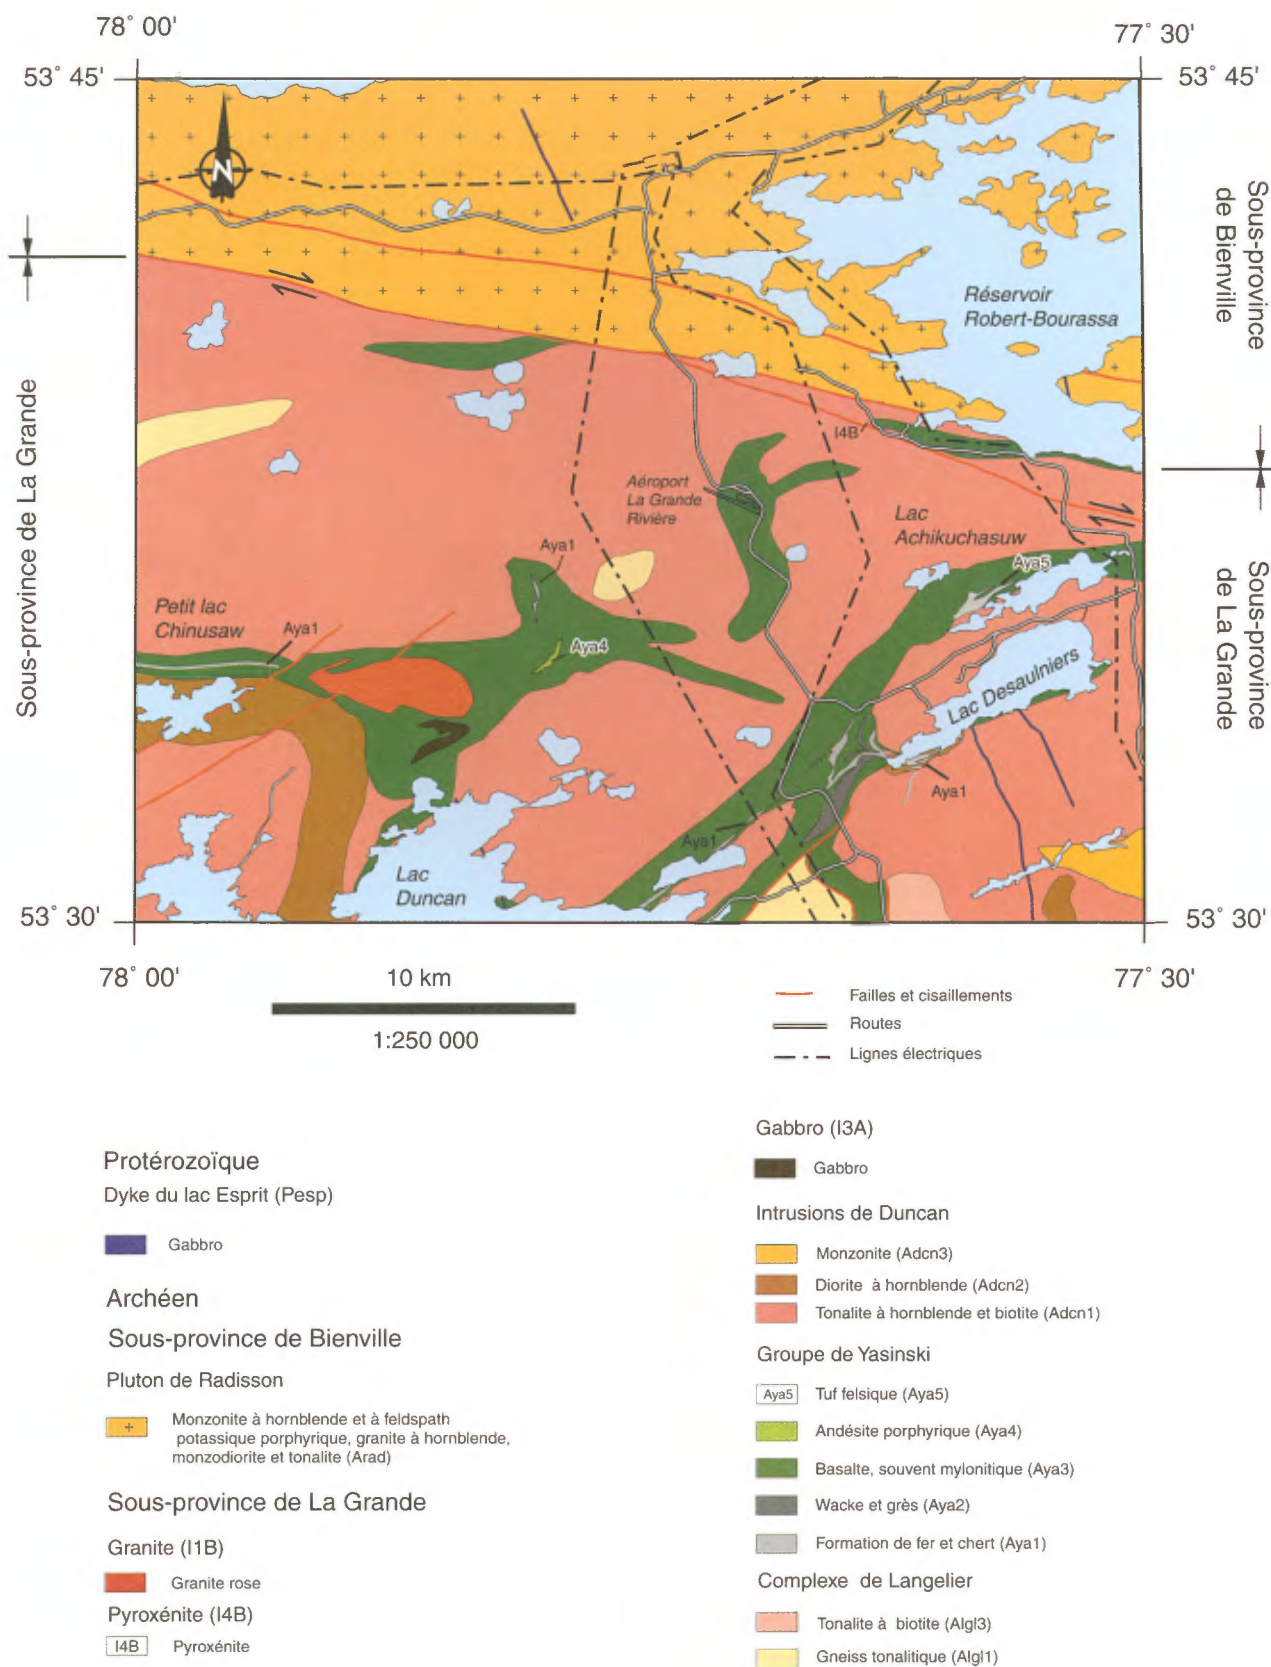 78° 00'
77° 30'
53° 45'
53° 45'
N
Sous-province
de Bienville
Réservoir
Robert-Bourassa
Sous-province de La Grande
I4B
Aéroport
La Grande
Rivière
Lac
Achikuchasuw
Aya1
Aya5
Sous-province
de La Grande
Petit lac
Chinusaw
Aya1
Aya4
Lac Desaulniers
Aya1
Aya1
Lac
Duncan
53° 30'
53° 30'
78° 00'
10 km
77° 30'
1:250 000
Failles et cisaillements
Routes
Lignes électriques
Protérozoïque
Dyke du lac Esprit (Pesp)
Gabbro
Archéen
Sous-province de Bienville
Pluton de Radisson
Monzonite à hornblende et à feldspath
potassique porphyrique, granite à hornblende,
monzodiorite et tonalite (Arad)
Sous-province de La Grande
Granite (I1B)
Granite rose
Pyroxénite (I4B)
I4B Pyroxénite
Gabbro (I3A)
Gabbro
Intrusions de Duncan
Monzonite (Adcn3)
Diorite à hornblende (Adcn2)
Tonalite à hornblende et biotite (Adcn1)
Groupe de Yasinski
Aya5 Tuf felsique (Aya5)
Andésite porphyrique (Aya4)
Basalte, souvent mylonitique (Aya3)
Wacke et grès (Aya2)
Formation de fer et chert (Aya1)
Complexe de Langelier
Tonalite à biotite (Algl3)
Gneiss tonalitique (Algl1)